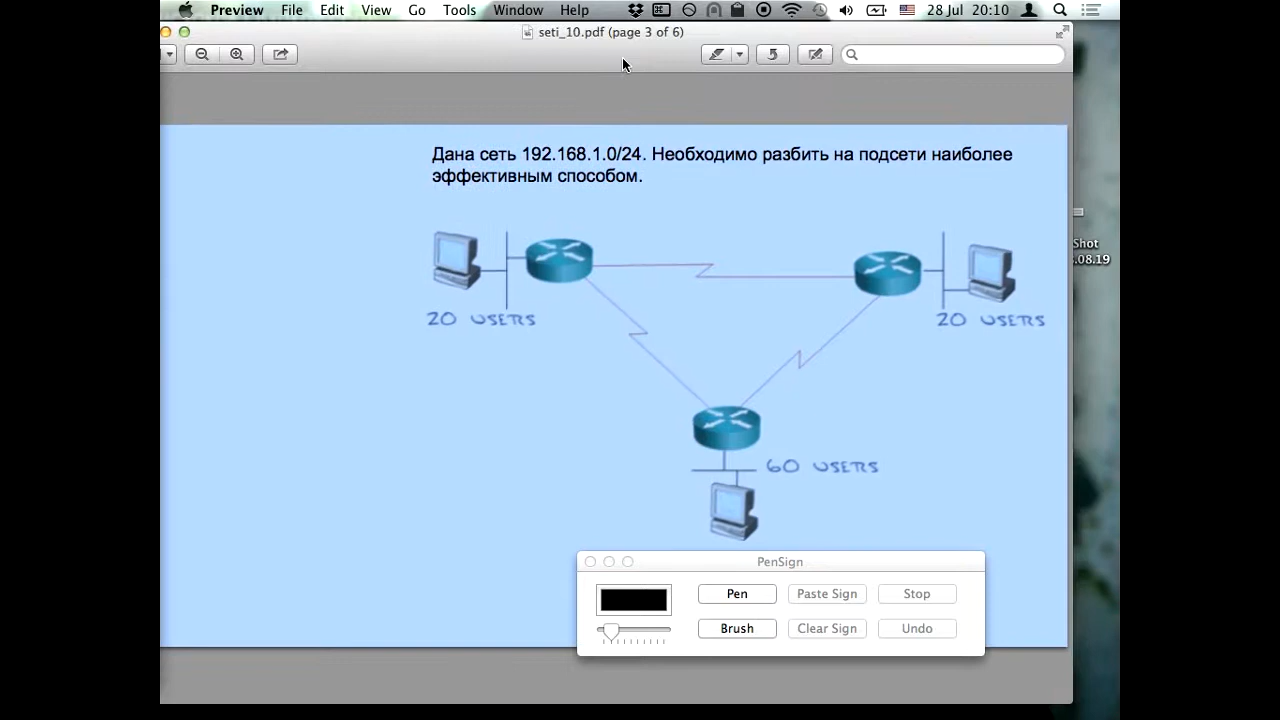 Preview File Edit View Go Tools Window Help 28 Jul 20:10
seti_10.pdf (page 3 of 6)
Дана сеть 192.168.1.0/24. Необходимо разбить на подсети наиболее
эффективным способом.
Shot
.08.19
20 USERS
20 USERS
60 USERS
PenSign
Pen Paste Sign Stop
Brush Clear Sign Undo